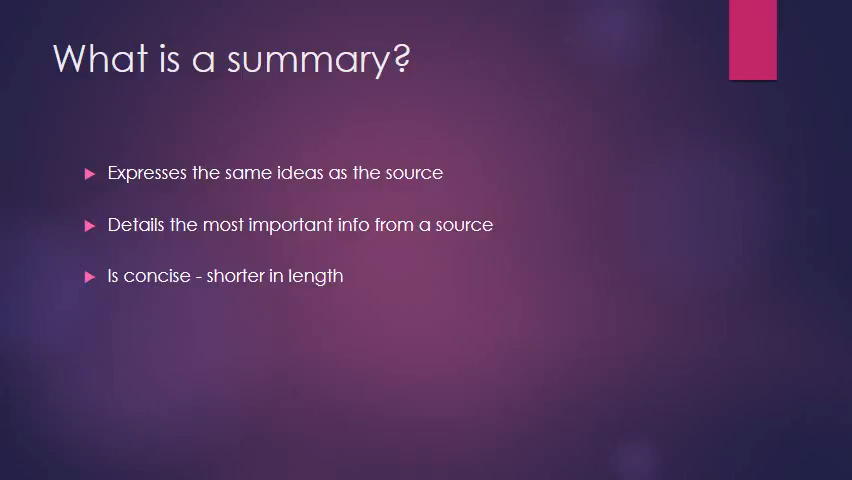 What is a summary?
Expresses the same ideas as the source
Details the most important info from a source
Is concise - shorter in length